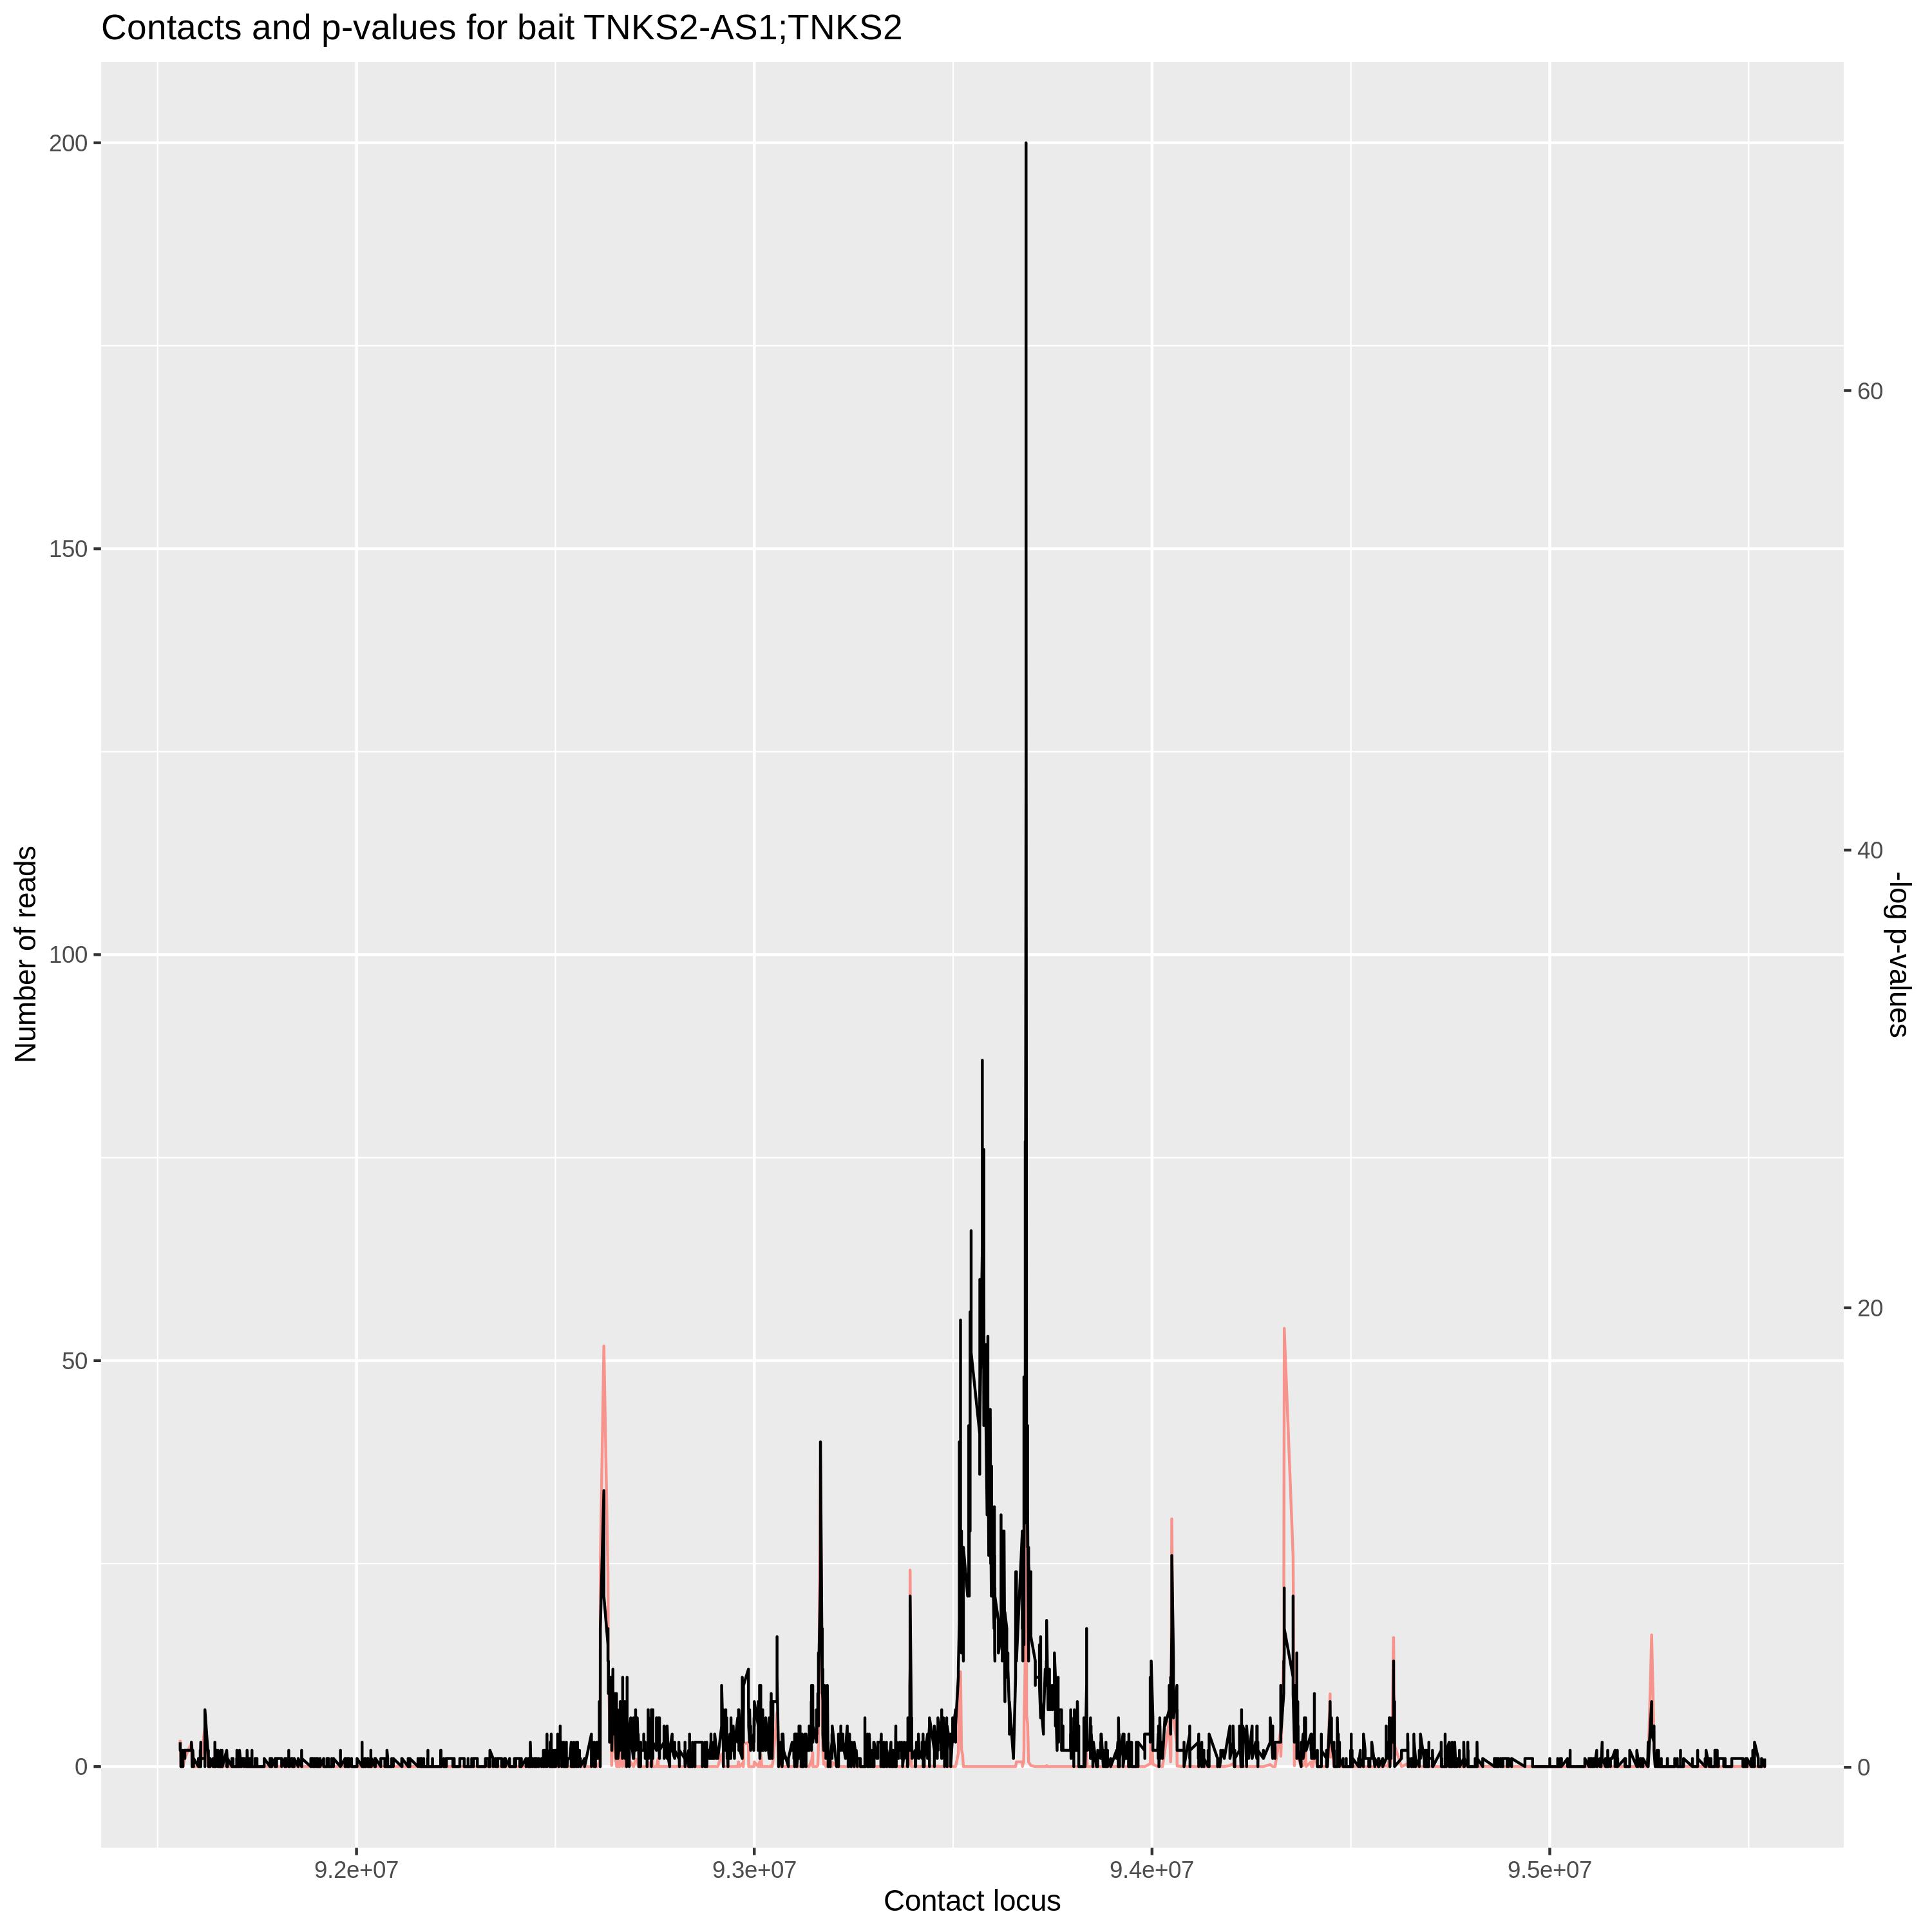 Contacts and p-values for bait TNKS2-AS1;TNKS2
200
150
100
50
0
Number of reads
60
40
20
0
-log p-values
9.2e+07
9.3e+07
9.4e+07
9.5e+07
Contact locus